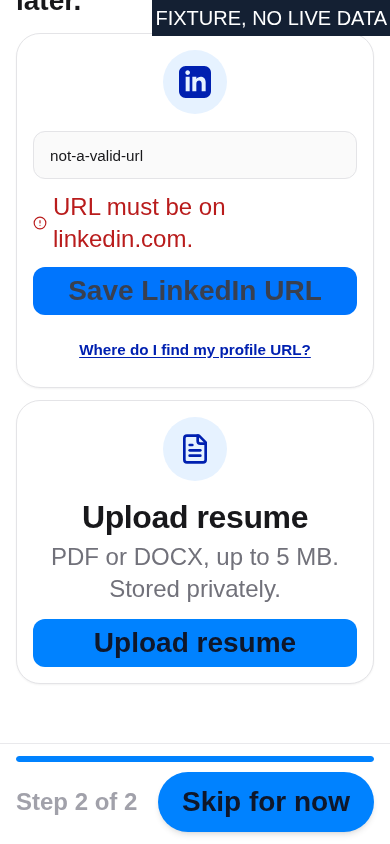 later.
FIXTURE, NO LIVE DATA
in
not-a-valid-url
URL must be on
linkedin.com.
Save LinkedIn URL
Where do I find my profile URL?
Upload resume
PDF or DOCX, up to 5 MB.
Stored privately.
Upload resume
Step 2 of 2
Skip for now